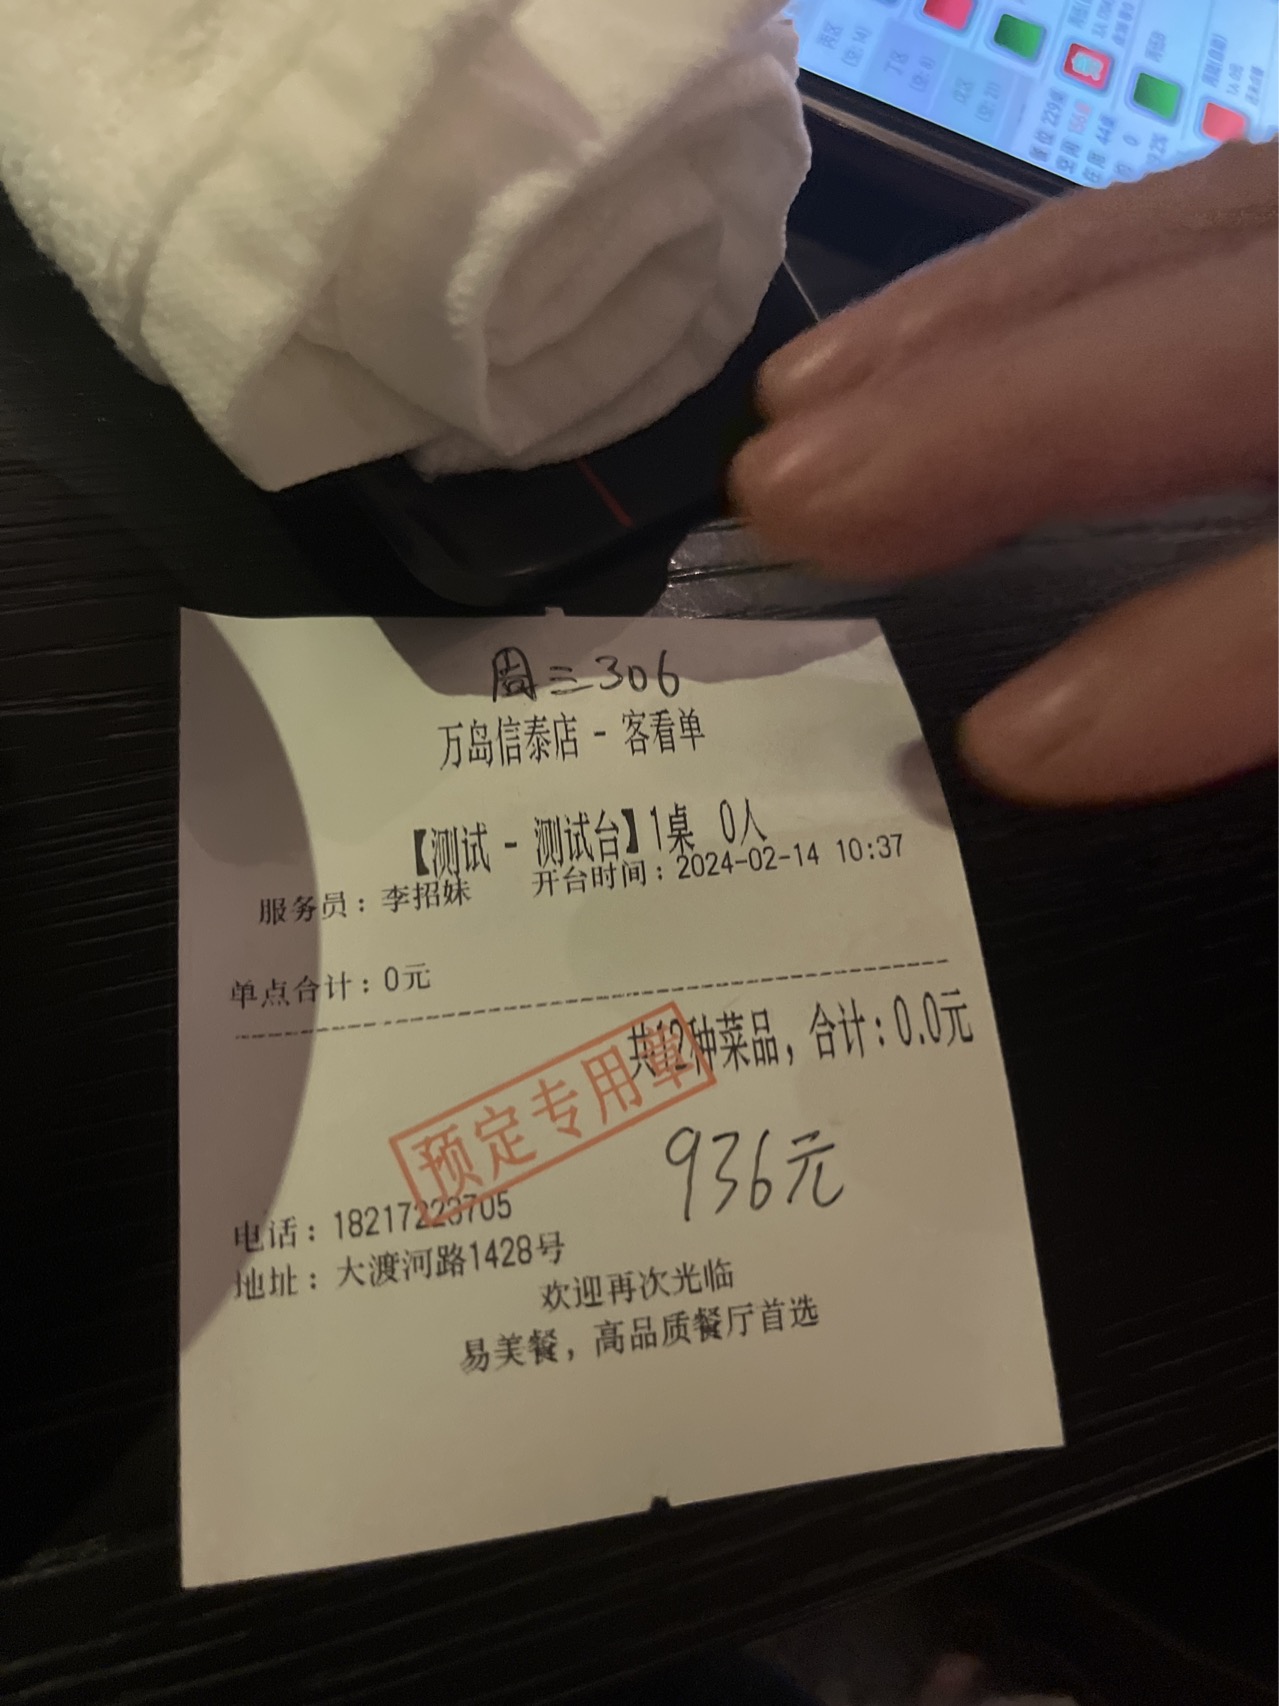 周三306
万岛信泰店 - 客看单
【测试 - 测试台】1桌 0人
服务员：李招妹 开台时间：2024-02-14 10:37
单点合计：0元
共12种菜品，合计：0.0元
预定专用章
936元
电话：18217223705
地址：大渡河路1428号
欢迎再次光临
易美餐，高品质餐厅首选